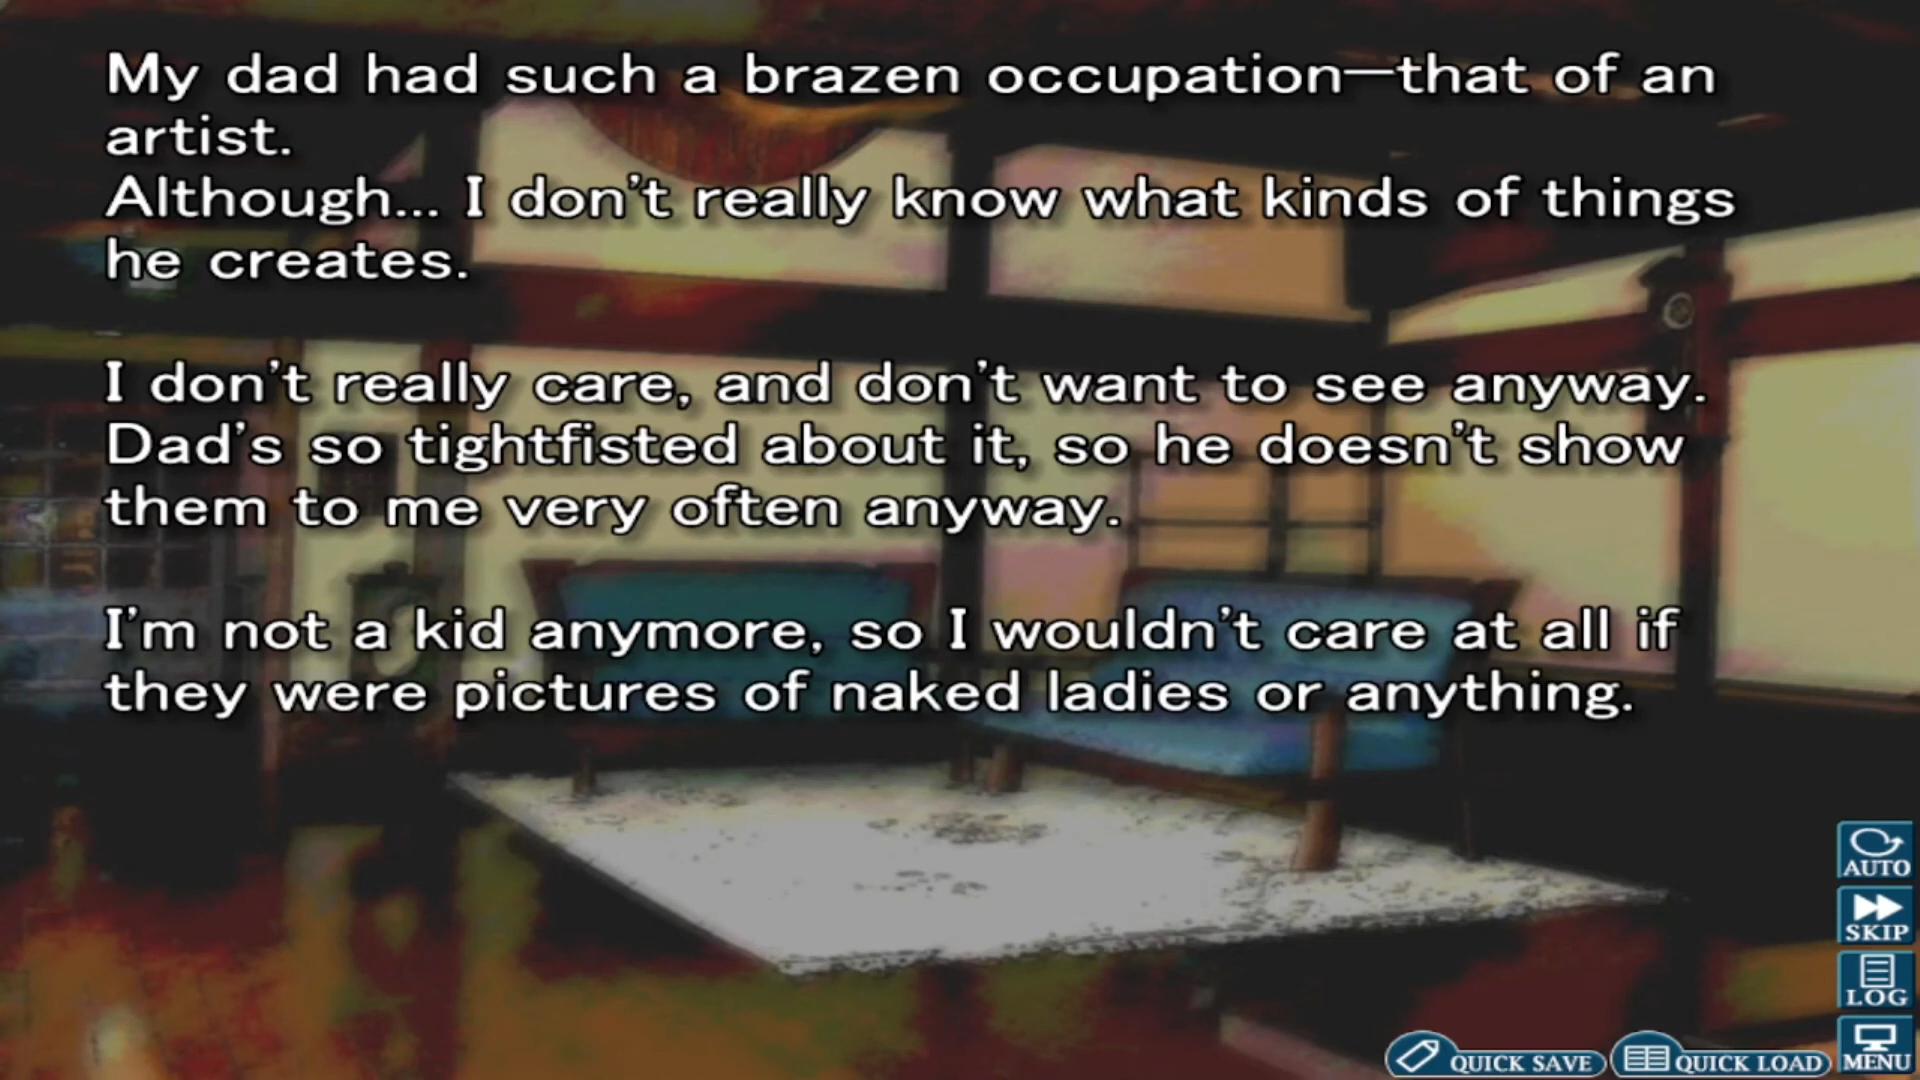 My dad had such a brazen occupation—that of an
artist.
Although... I don't really know what kinds of things
he creates.
I don't really care, and don't want to see anyway.
Dad's so tightfisted about it, so he doesn't show
them to me very often anyway.
I'm not a kid anymore, so I wouldn't care at all if
they were pictures of naked ladies or anything.
AUTO
SKIP
LOG
MENU
QUICK SAVE
QUICK LOAD